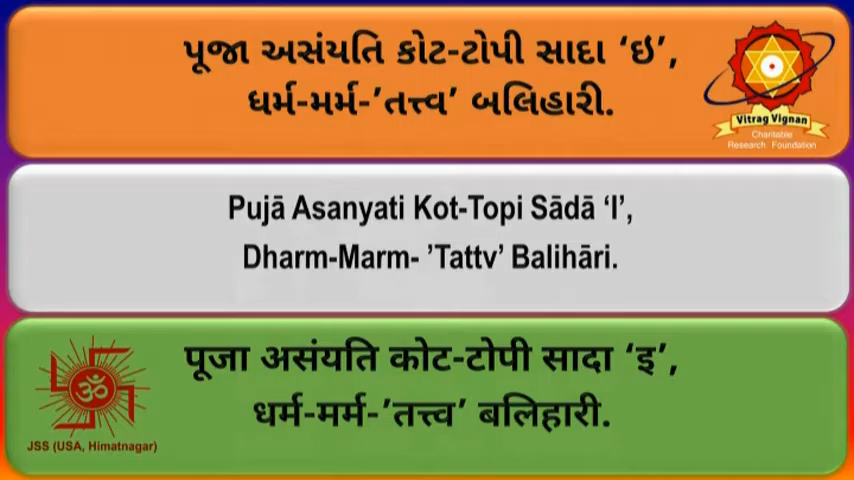 પૂજા અસંયતિ કોટ-ટોપી સાદા ‘ઇ’,
ધર્મ-મર્મ-’તત્ત્વ’ બલિહારી.
Vitrag Vignan
Charitable
Research Foundation
Pujā Asanyati Kot-Topi Sādā ‘I’,
Dharm-Marm- ’Tattv’ Balihāri.
पूजा असंयति कोट-टोपी सादा ‘इ’,
धर्म-मर्म-’तत्त्व’ बलिहारी.
ॐ
JSS (USA, Himatnagar)